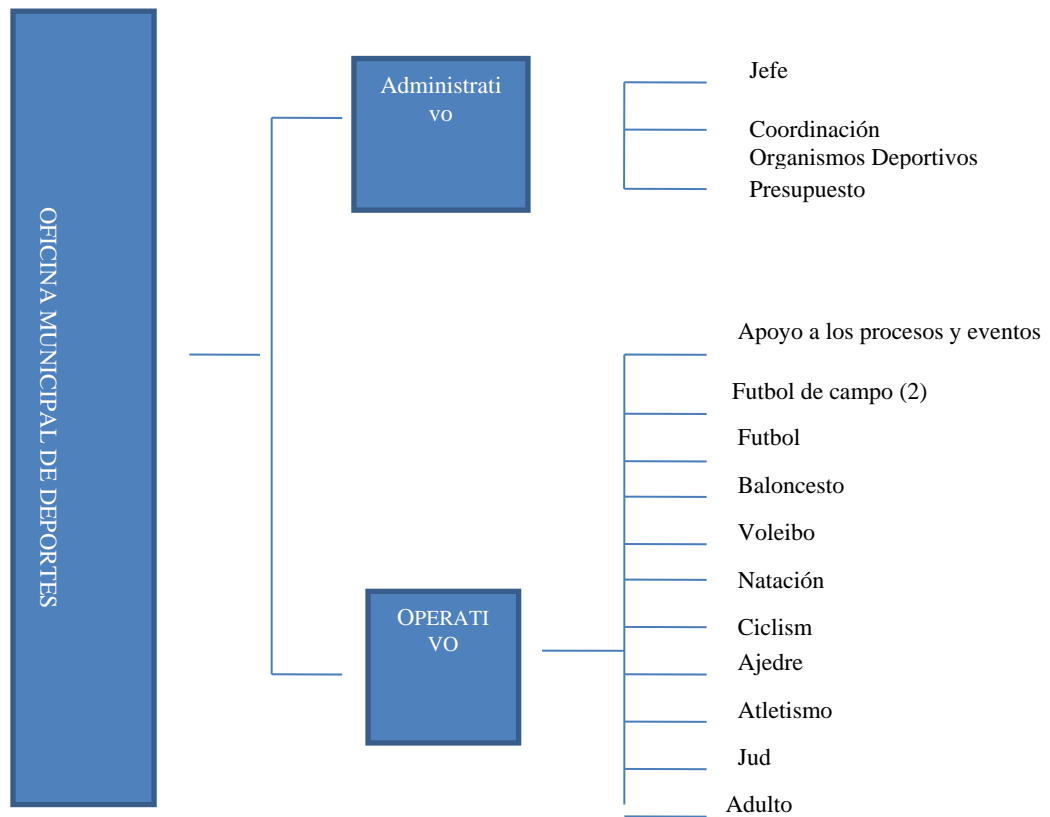 OFICINA MUNICIPAL DE DEPORTES
Administrati
vo
Jefe
Coordinación
Organismos Deportivos
Presupuesto
OPERATI
VO
Apoyo a los procesos y eventos
Futbol de campo (2)
Futbol
Baloncesto
Voleibo
Natación
Ciclism
Ajedre
Atletismo
Jud
Adulto